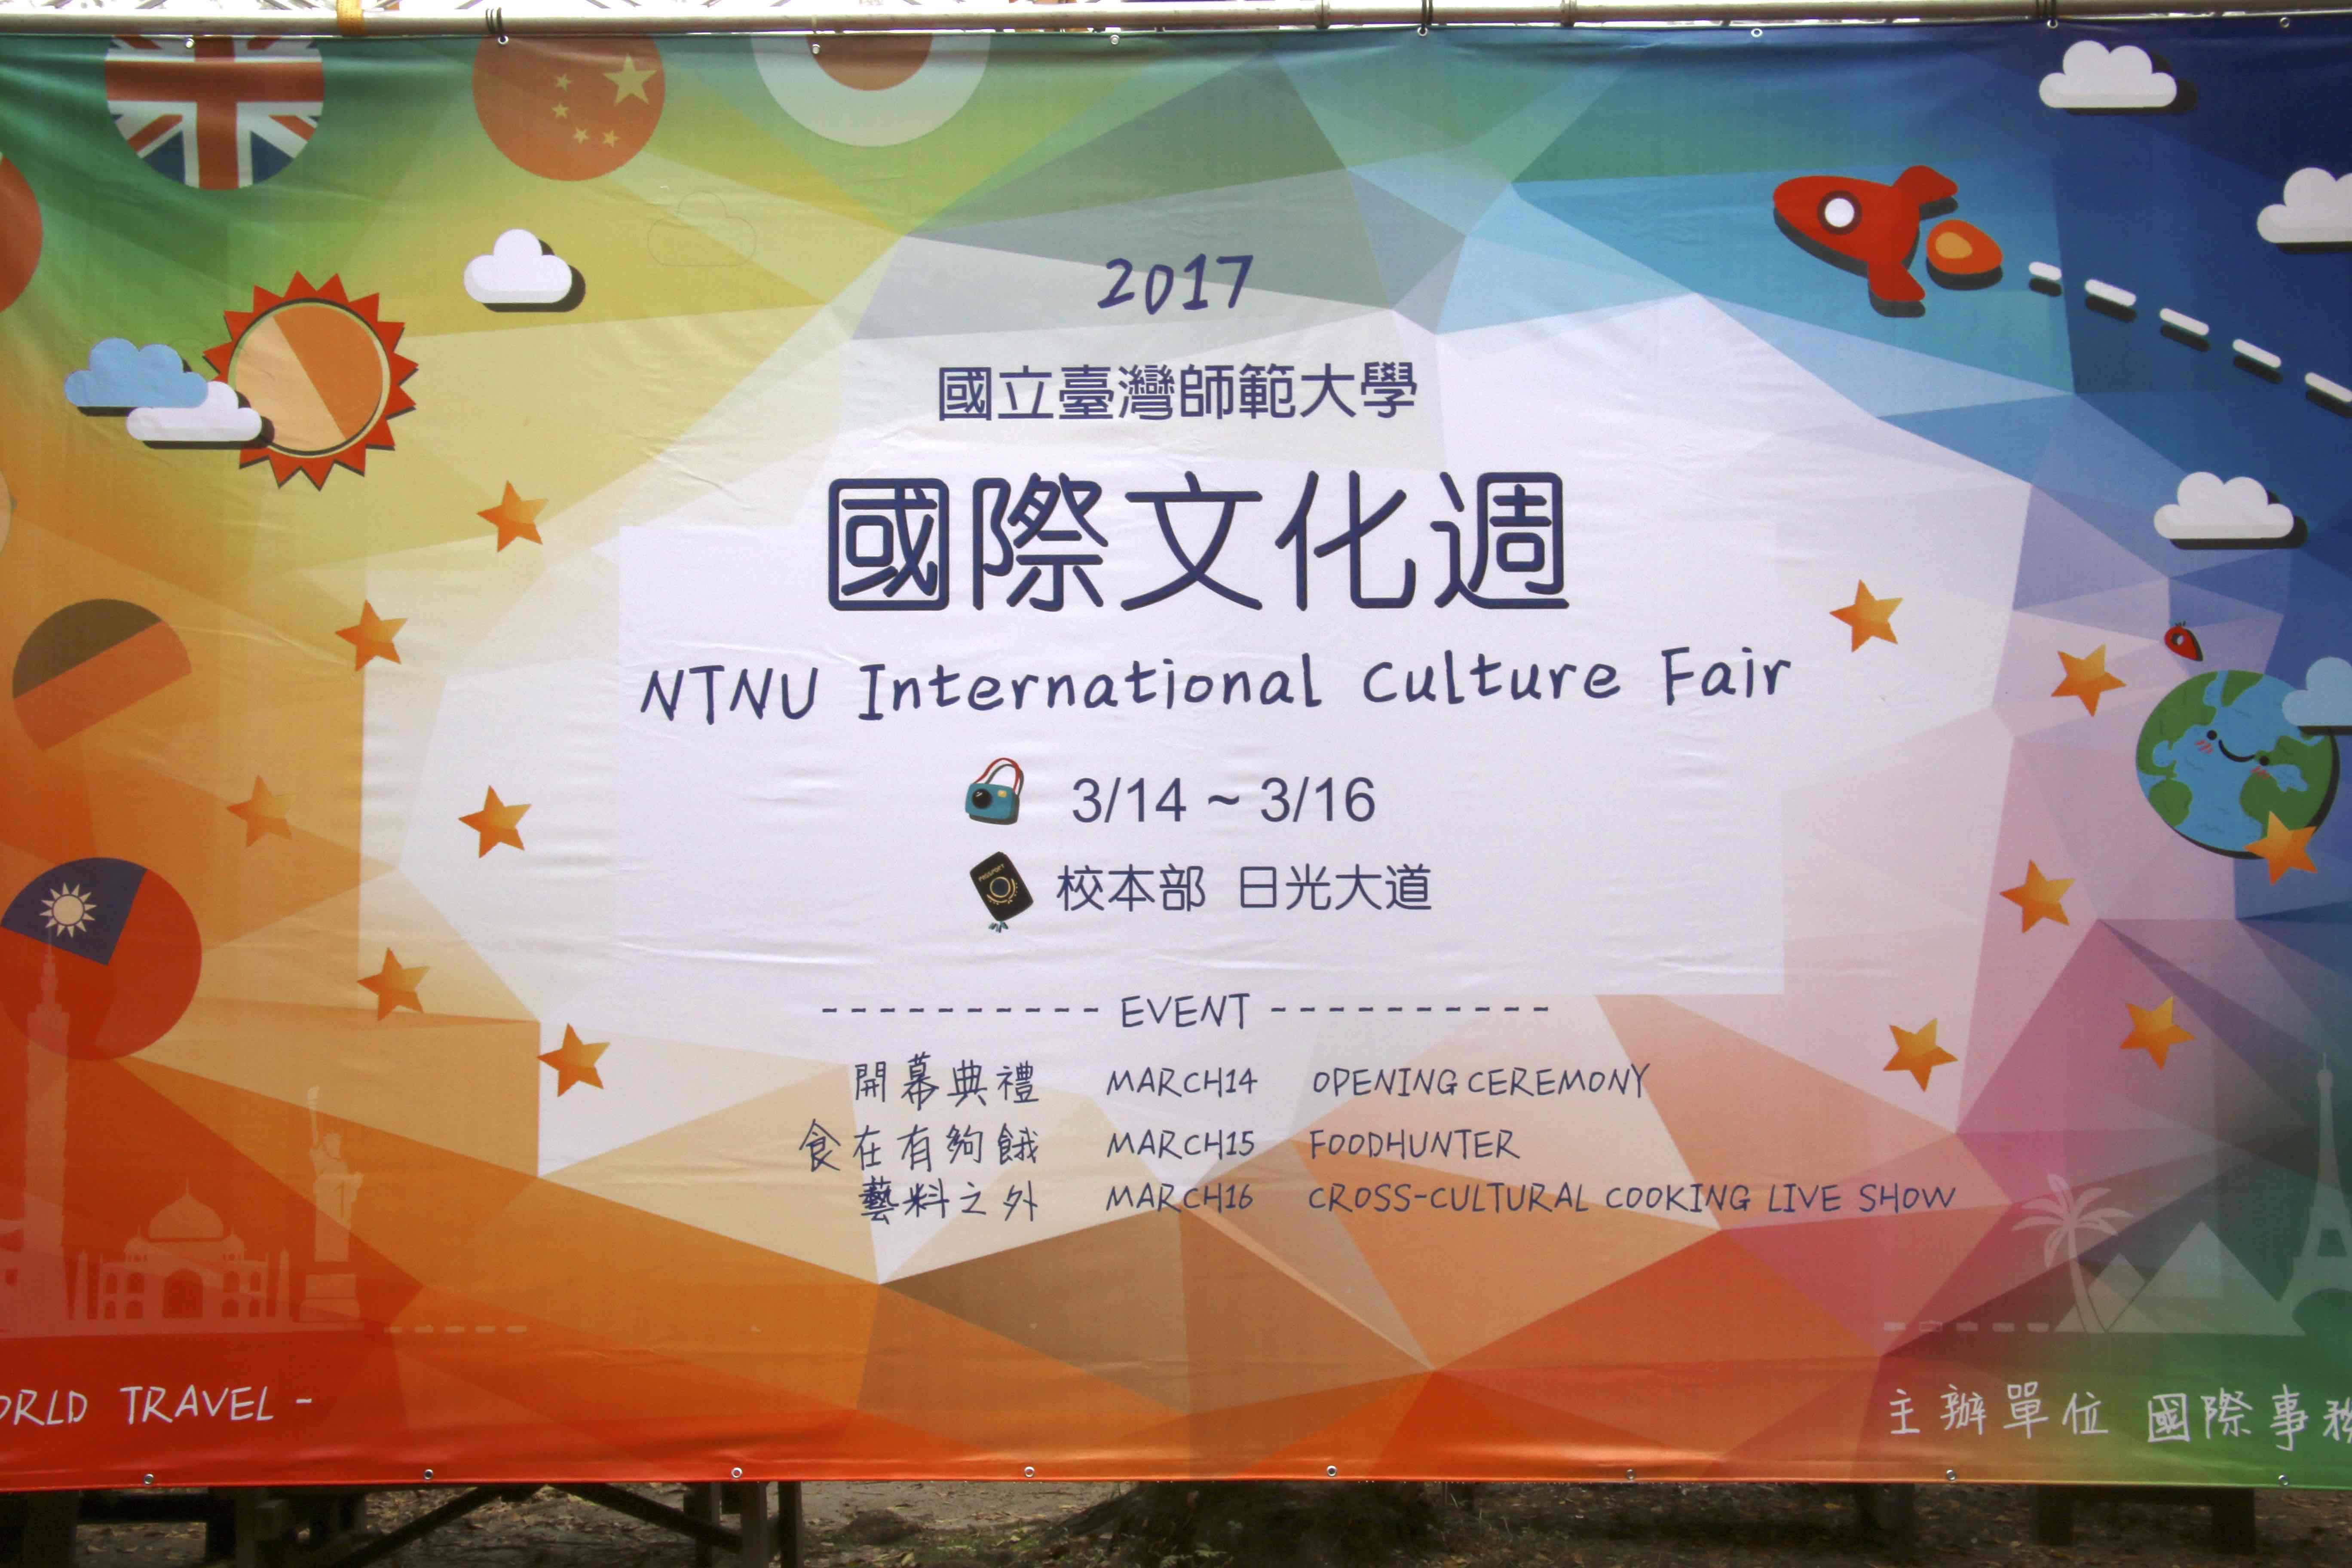 2017
國立臺灣師範大學
國際文化週
NTNU International Culture Fair
3/14 ~ 3/16
PASSPORT
校本部 日光大道
---------- EVENT ----------
開幕典禮 MARCH14 OPENING CEREMONY
食在有夠餓 MARCH15 FOODHUNTER
藝料之外 MARCH16 CROSS-CULTURAL COOKING LIVE SHOW
TRAVEL -
主辦單位 國際事